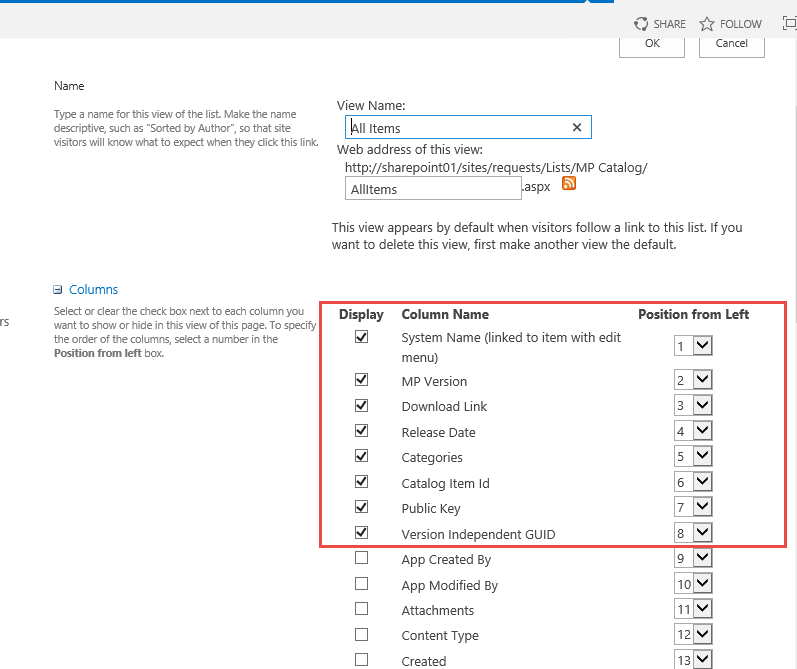 SHARE FOLLOW
OK Cancel
Name
Type a name for this view of the list. Make the name
descriptive, such as "Sorted by Author", so that site
visitors will know what to expect when they click this link.
View Name:
All Items
Web address of this view:
http://sharepoint01/sites/requests/Lists/MP Catalog/
AllItems .aspx
This view appears by default when visitors follow a link to this list. If you
want to delete this view, first make another view the default.
Columns
Select or clear the check box next to each column you
want to show or hide in this view of this page. To specify
the order of the columns, select a number in the
Position from left box.
rs
Display Column Name Position from Left
System Name (linked to item with edit
menu) 1
MP Version 2
Download Link 3
Release Date 4
Categories 5
Catalog Item Id 6
Public Key 7
Version Independent GUID 8
App Created By 9
App Modified By 10
Attachments 11
Content Type 12
Created 13